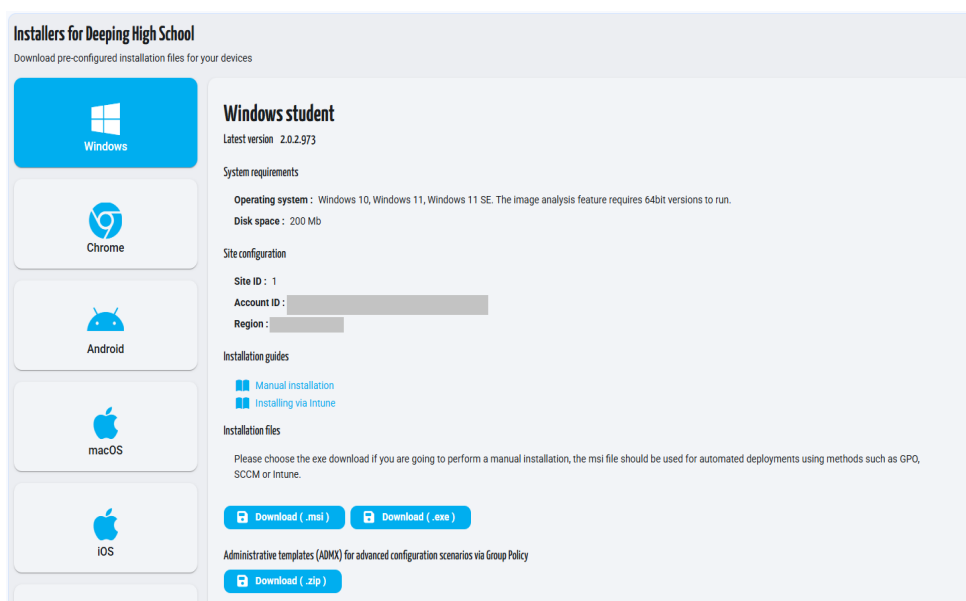 Installers for Deeping High School
Download pre-configured installation files for your devices
Windows
Chrome
Android
macOS
iOS
Windows student
Latest version 2.0.2.973
System requirements
Operating system : Windows 10, Windows 11, Windows 11 SE. The image analysis feature requires 64bit versions to run.
Disk space : 200 Mb
Site configuration
Site ID : 1
Account ID :
Region :
Installation guides
Manual installation
Installing via Intune
Installation files
Please choose the exe download if you are going to perform a manual installation, the msi file should be used for automated deployments using methods such as GPO,
SCCM or Intune.
Download ( .msi )
Download ( .exe )
Administrative templates (ADMX) for advanced configuration scenarios via Group Policy
Download ( .zip )